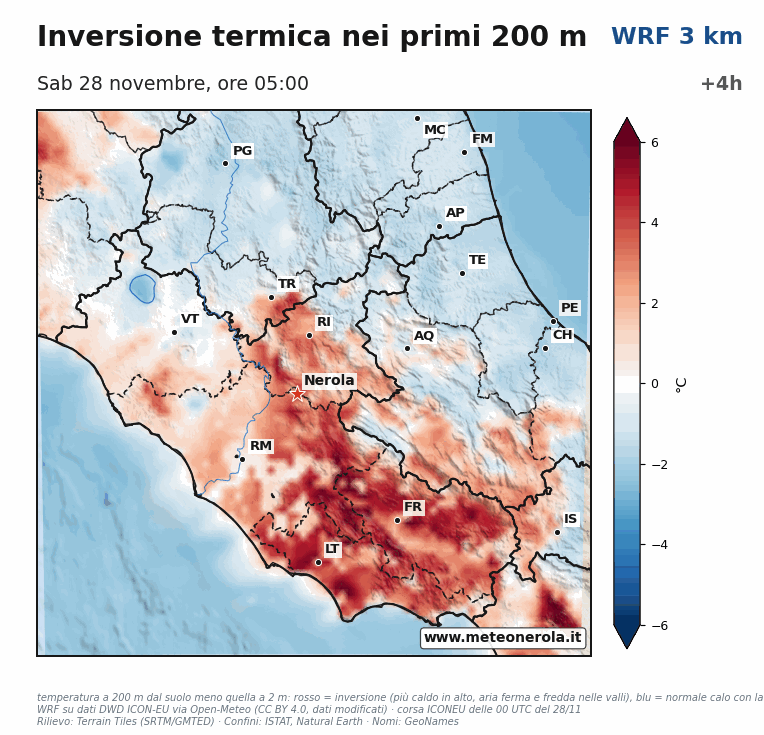 Inversione termica nei primi 200 m WRF 3 km
Sab 28 novembre, ore 05:00 +4h
MC
FM
PG
AP
TE
TR
PE
VT
RI
CH
AQ
Nerola
RM
FR
IS
LT
www.meteonerola.it
6
4
2
0
−2
−4
−6
°C
temperatura a 200 m dal suolo meno quella a 2 m: rosso = inversione (più caldo in alto, aria ferma e fredda nelle valli), blu = normale calo con la
WRF su dati DWD ICON-EU via Open-Meteo (CC BY 4.0, dati modificati) · corsa ICONEU delle 00 UTC del 28/11
Rilievo: Terrain Tiles (SRTM/GMTED) · Confini: ISTAT, Natural Earth · Nomi: GeoNames